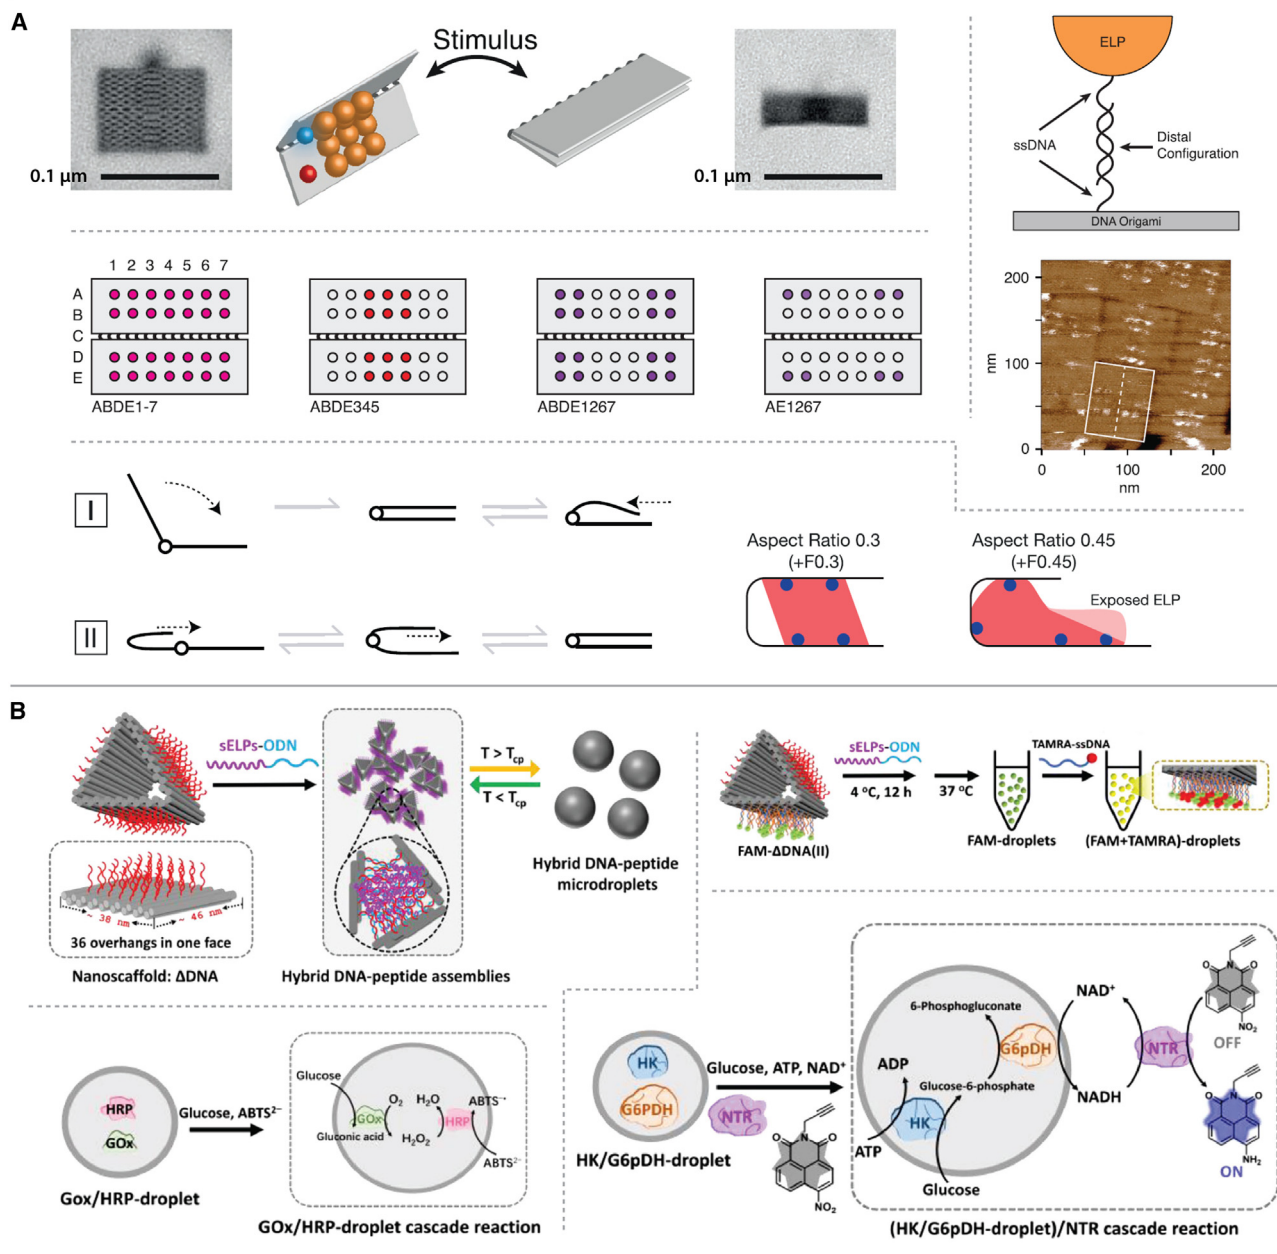 A
Stimulus
0.1 µm
0.1 µm
ELP
ssDNA
Distal
Configuration
DNA Origami
1 2 3 4 5 6 7
A
B
C
D
E
ABDE1-7
ABDE345
ABDE1267
AE1267
nm
200
100
0
0 100 200
nm
I
II
Aspect Ratio 0.3
(+F0.3)
Aspect Ratio 0.45
(+F0.45)
Exposed ELP
B
sELPs-ODN
T > Tcp
T < Tcp
~ 38 nm
~ 46 nm
36 overhangs in one face
Nanoscaffold: ΔDNA
Hybrid DNA-peptide assemblies
Hybrid DNA-peptide
microdroplets
sELPs-ODN
4 °C, 12 h
37 °C
TAMRA-ssDNA
FAM-ΔDNA(II)
FAM-droplets
(FAM+TAMRA)-droplets
HRP
GOx
Gox/HRP-droplet
Glucose, ABTS²⁻
Glucose
GOx
Gluconic acid
O₂
H₂O₂
H₂O
HRP
ABTS⁻•
ABTS²⁻
GOx/HRP-droplet cascade reaction
HK
G6PDH
HK/G6pDH-droplet
Glucose, ATP, NAD⁺
NTR
O
N
O
NO₂
6-Phosphogluconate
G6pDH
Glucose-6-phosphate
ADP
HK
ATP
Glucose
NAD⁺
NADH
NTR
O
N
O
NO₂
OFF
O
N
O
NH₂
ON
(HK/G6pDH-droplet)/NTR cascade reaction